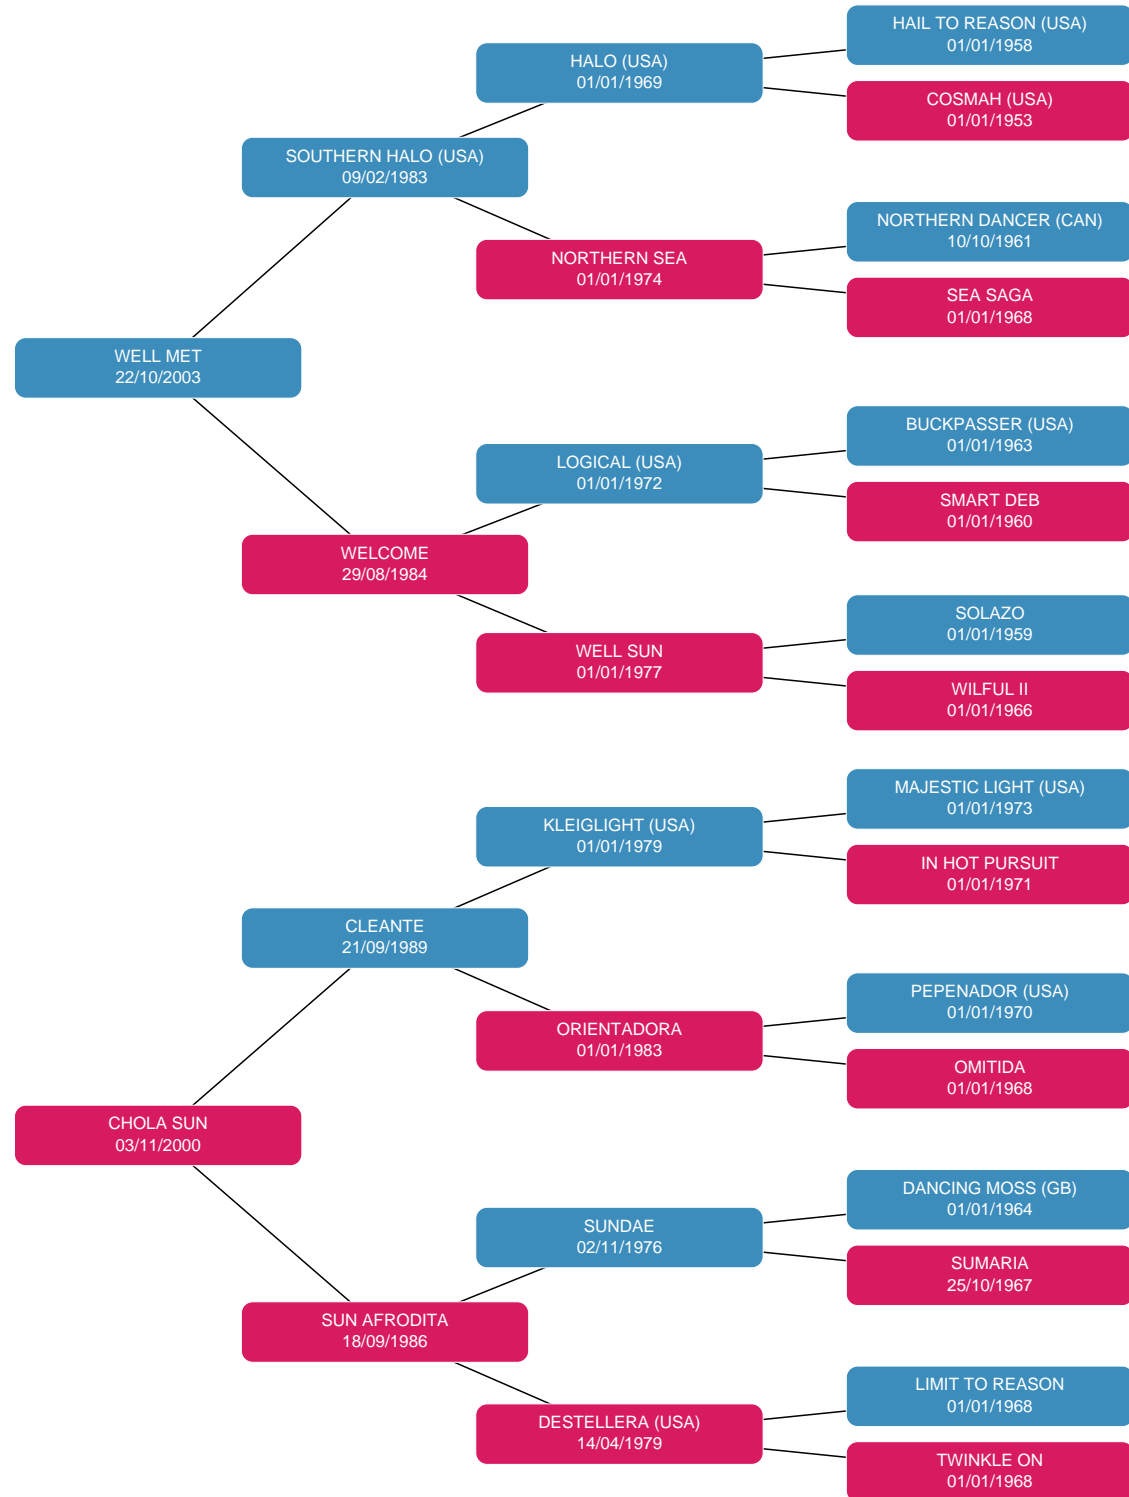 HAIL TO REASON (USA)
01/01/1958
HALO (USA)
01/01/1969
COSMAH (USA)
01/01/1953
SOUTHERN HALO (USA)
09/02/1983
NORTHERN DANCER (CAN)
10/10/1961
NORTHERN SEA
01/01/1974
SEA SAGA
01/01/1968
WELL MET
22/10/2003
BUCKPASSER (USA)
01/01/1963
LOGICAL (USA)
01/01/1972
SMART DEB
01/01/1960
WELCOME
29/08/1984
SOLAZO
01/01/1959
WELL SUN
01/01/1977
WILFUL II
01/01/1966
MAJESTIC LIGHT (USA)
01/01/1973
KLEIGLIGHT (USA)
01/01/1979
IN HOT PURSUIT
01/01/1971
CLEANTE
21/09/1989
PEPENADOR (USA)
01/01/1970
ORIENTADORA
01/01/1983
OMITIDA
01/01/1968
CHOLA SUN
03/11/2000
DANCING MOSS (GB)
01/01/1964
SUNDAE
02/11/1976
SUMARIA
25/10/1967
SUN AFRODITA
18/09/1986
LIMIT TO REASON
01/01/1968
DESTELLERA (USA)
14/04/1979
TWINKLE ON
01/01/1968